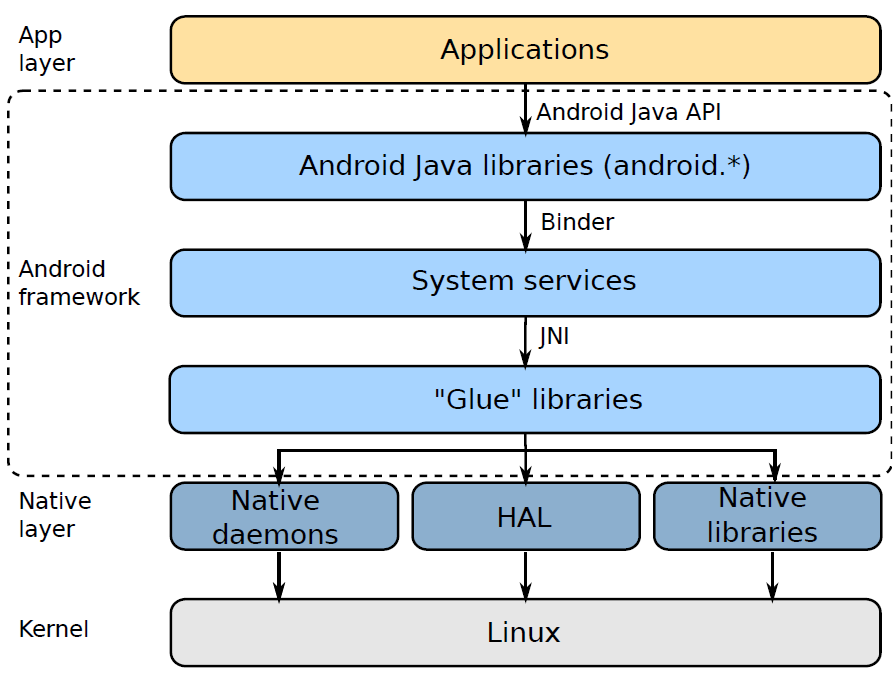 App
layer
Applications
Android Java API
Android Java libraries (android.*)
Binder
Android
framework
System services
JNI
"Glue" libraries
Native
layer
Native
daemons
HAL
Native
libraries
Kernel
Linux